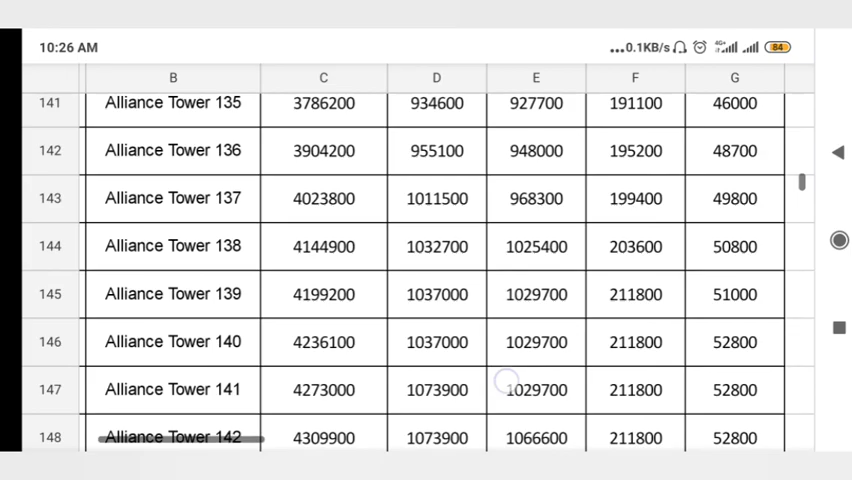 10:26 AM ...0.1KB/s 4G+ 84
B C D E F G
141 Alliance Tower 135 3786200 934600 927700 191100 46000
142 Alliance Tower 136 3904200 955100 948000 195200 48700
143 Alliance Tower 137 4023800 1011500 968300 199400 49800
144 Alliance Tower 138 4144900 1032700 1025400 203600 50800
145 Alliance Tower 139 4199200 1037000 1029700 211800 51000
146 Alliance Tower 140 4236100 1037000 1029700 211800 52800
147 Alliance Tower 141 4273000 1073900 1029700 211800 52800
148 Alliance Tower 142 4309900 1073900 1066600 211800 52800